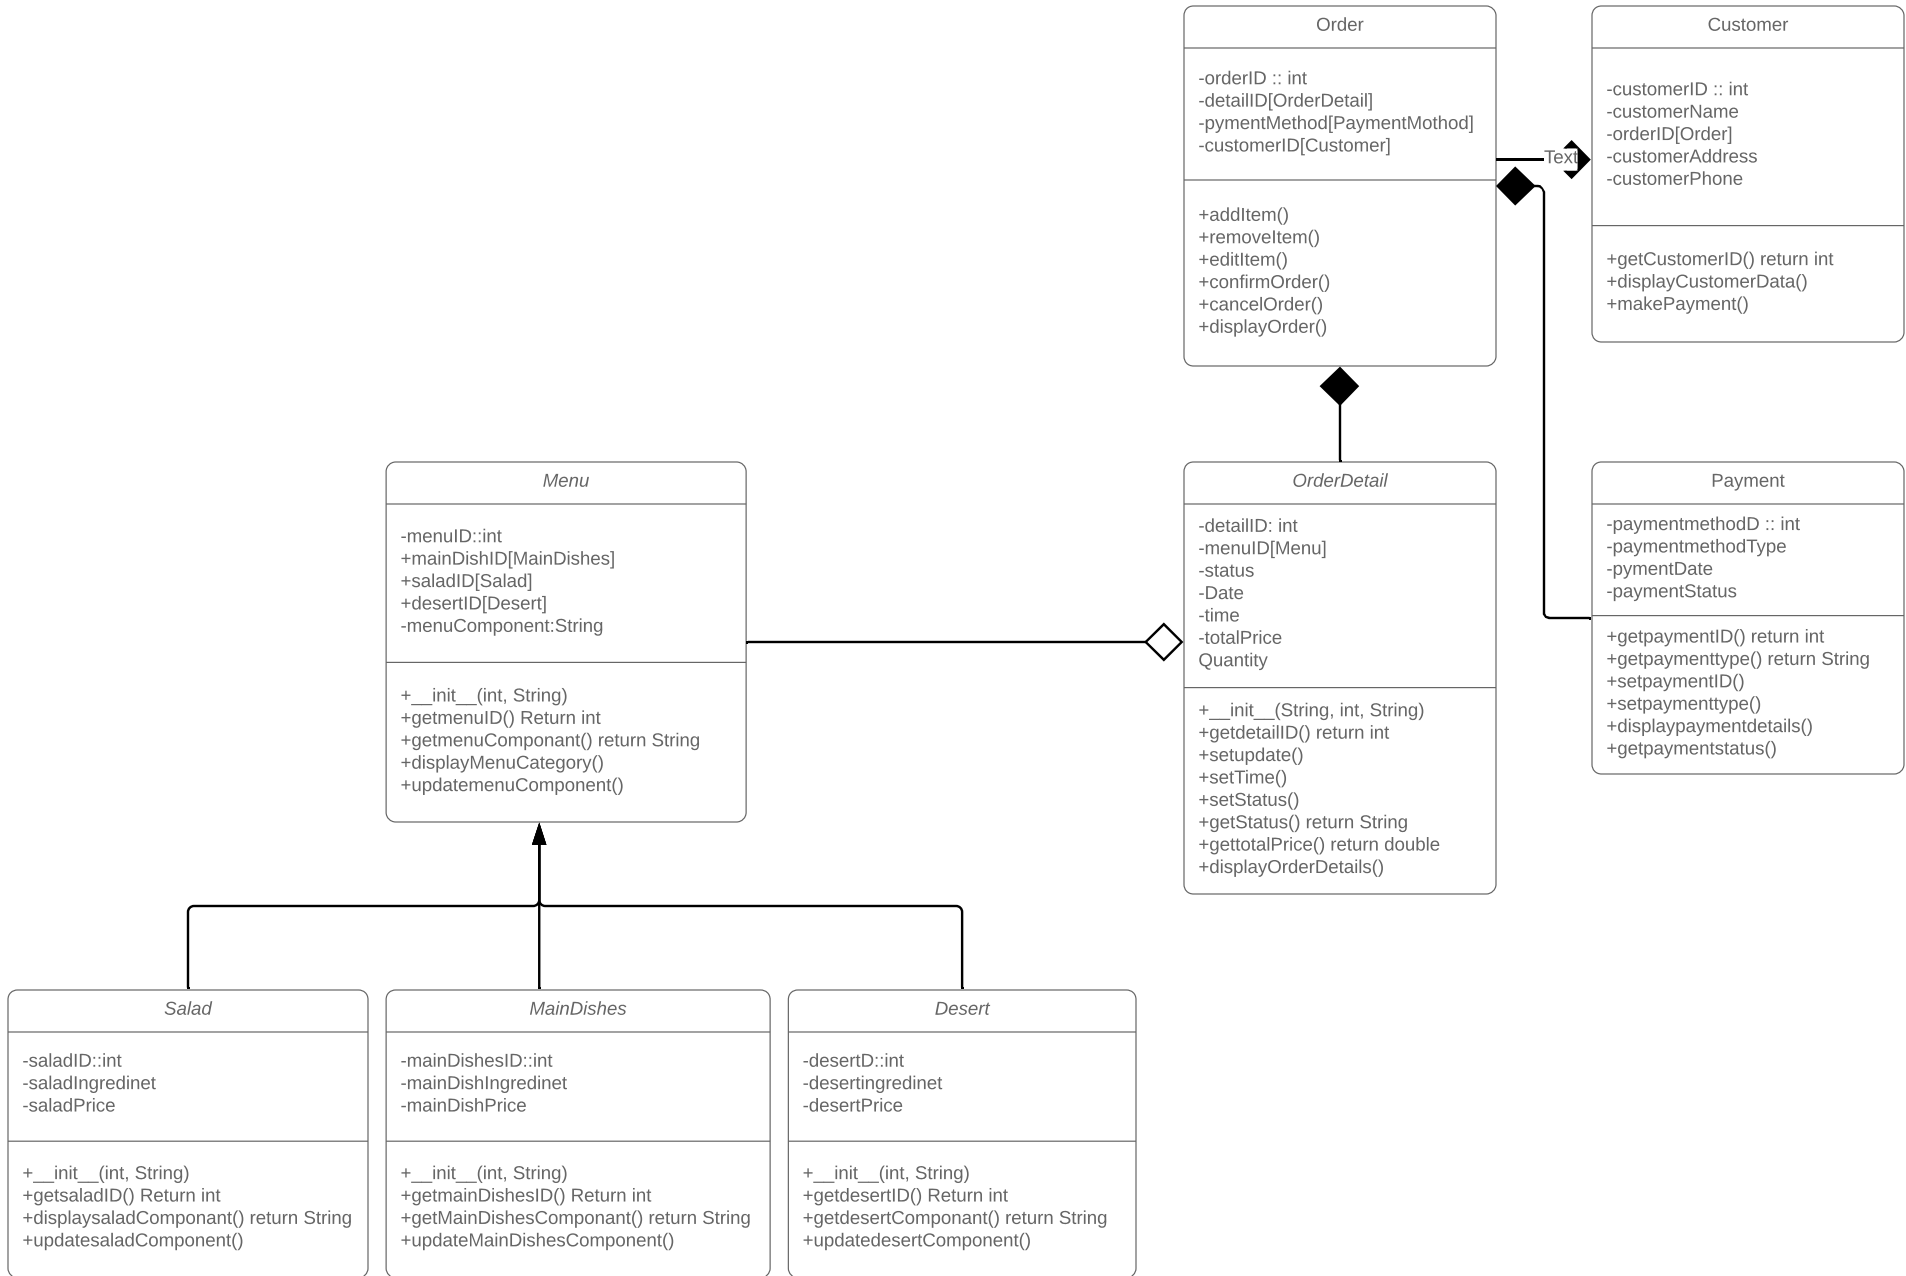 Order
-orderID :: int
-detailID[OrderDetail]
-pymentMethod[PaymentMothod]
-customerID[Customer]
+addItem()
+removeItem()
+editItem()
+confirmOrder()
+cancelOrder()
+displayOrder()
Text
Customer
-customerID :: int
-customerName
-orderID[Order]
-customerAddress
-customerPhone
+getCustomerID() return int
+displayCustomerData()
+makePayment()
Menu
-menuID::int
+mainDishID[MainDishes]
+saladID[Salad]
+desertID[Desert]
-menuComponent:String
+__init__(int, String)
+getmenuID() Return int
+getmenuComponant() return String
+displayMenuCategory()
+updatemenuComponent()
OrderDetail
-detailID: int
-menuID[Menu]
-status
-Date
-time
-totalPrice
Quantity
+__init__(String, int, String)
+getdetailID() return int
+setupdate()
+setTime()
+setStatus()
+getStatus() return String
+gettotalPrice() return double
+displayOrderDetails()
Payment
-paymentmethodD :: int
-paymentmethodType
-pymentDate
-paymentStatus
+getpaymentID() return int
+getpaymenttype() return String
+setpaymentID()
+setpaymenttype()
+displaypaymentdetails()
+getpaymentstatus()
Salad
-saladID::int
-saladIngredinet
-saladPrice
+__init__(int, String)
+getsaladID() Return int
+displaysaladComponant() return String
+updatesaladComponent()
MainDishes
-mainDishesID::int
-mainDishIngredinet
-mainDishPrice
+__init__(int, String)
+getmainDishesID() Return int
+getMainDishesComponant() return String
+updateMainDishesComponent()
Desert
-desertD::int
-desertingredinet
-desertPrice
+__init__(int, String)
+getdesertID() Return int
+getdesertComponant() return String
+updatedesertComponent()